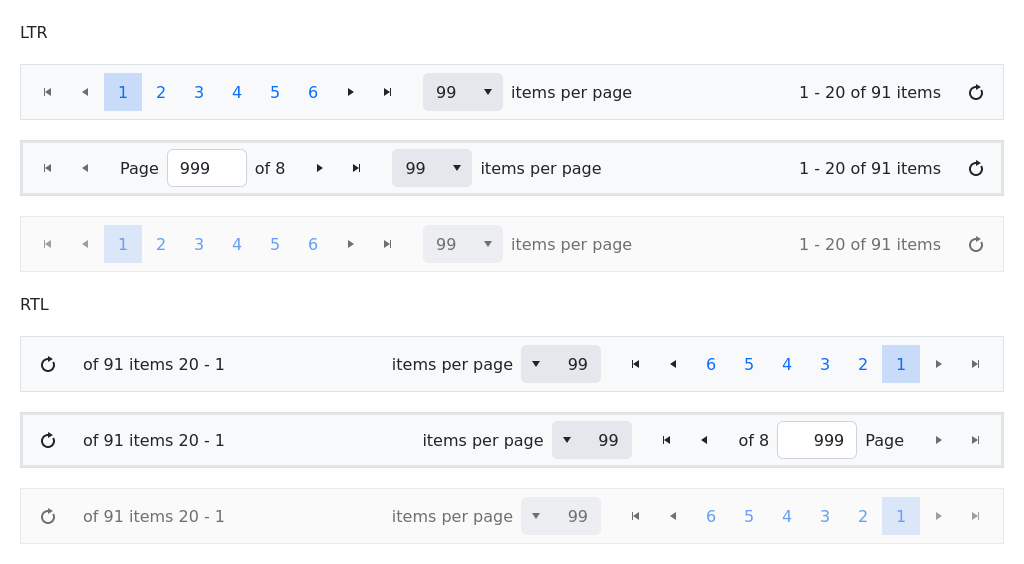 LTR
1 2 3 4 5 6 99 items per page 1 - 20 of 91 items
Page 999 of 8 99 items per page 1 - 20 of 91 items
1 2 3 4 5 6 99 items per page 1 - 20 of 91 items
RTL
of 91 items 20 - 1 items per page 99 6 5 4 3 2 1
of 91 items 20 - 1 items per page 99 of 8 999 Page
of 91 items 20 - 1 items per page 99 6 5 4 3 2 1